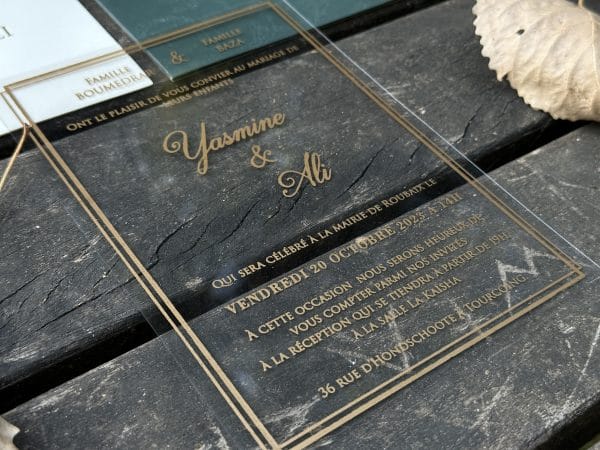 FAMILLE
BOUMEDRA
&
FAMILLE
BAZA
ONT LE PLAISIR DE VOUS CONVIER AU MARIAGE DE
LEURS ENFANTS
Yasmine
&
Ali
QUI SERA CÉLÉBRÉ À LA MAIRIE DE ROUBAIX LE
VENDREDI 20 OCTOBRE 2023 À 14H
À CETTE OCCASION NOUS SERONS HEUREUX DE
VOUS COMPTER PARMI NOS INVITÉS
À LA RÉCEPTION QUI SE TIENDRA À PARTIR DE 19H
À LA SALLE LA KAISHA
36 RUE D'HONDSCHOOTE À TOURCOING